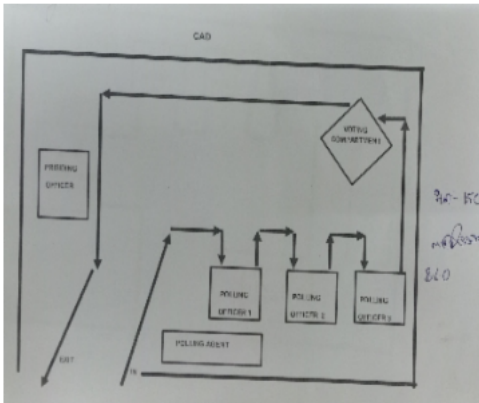 CAD
VOTING
COMPARTMENT
PRESIDING
OFFICER
POLLING
OFFICER 1
POLLING
OFFICER 2
POLLING
OFFICER 3
POLLING AGENT
EXIT
IN